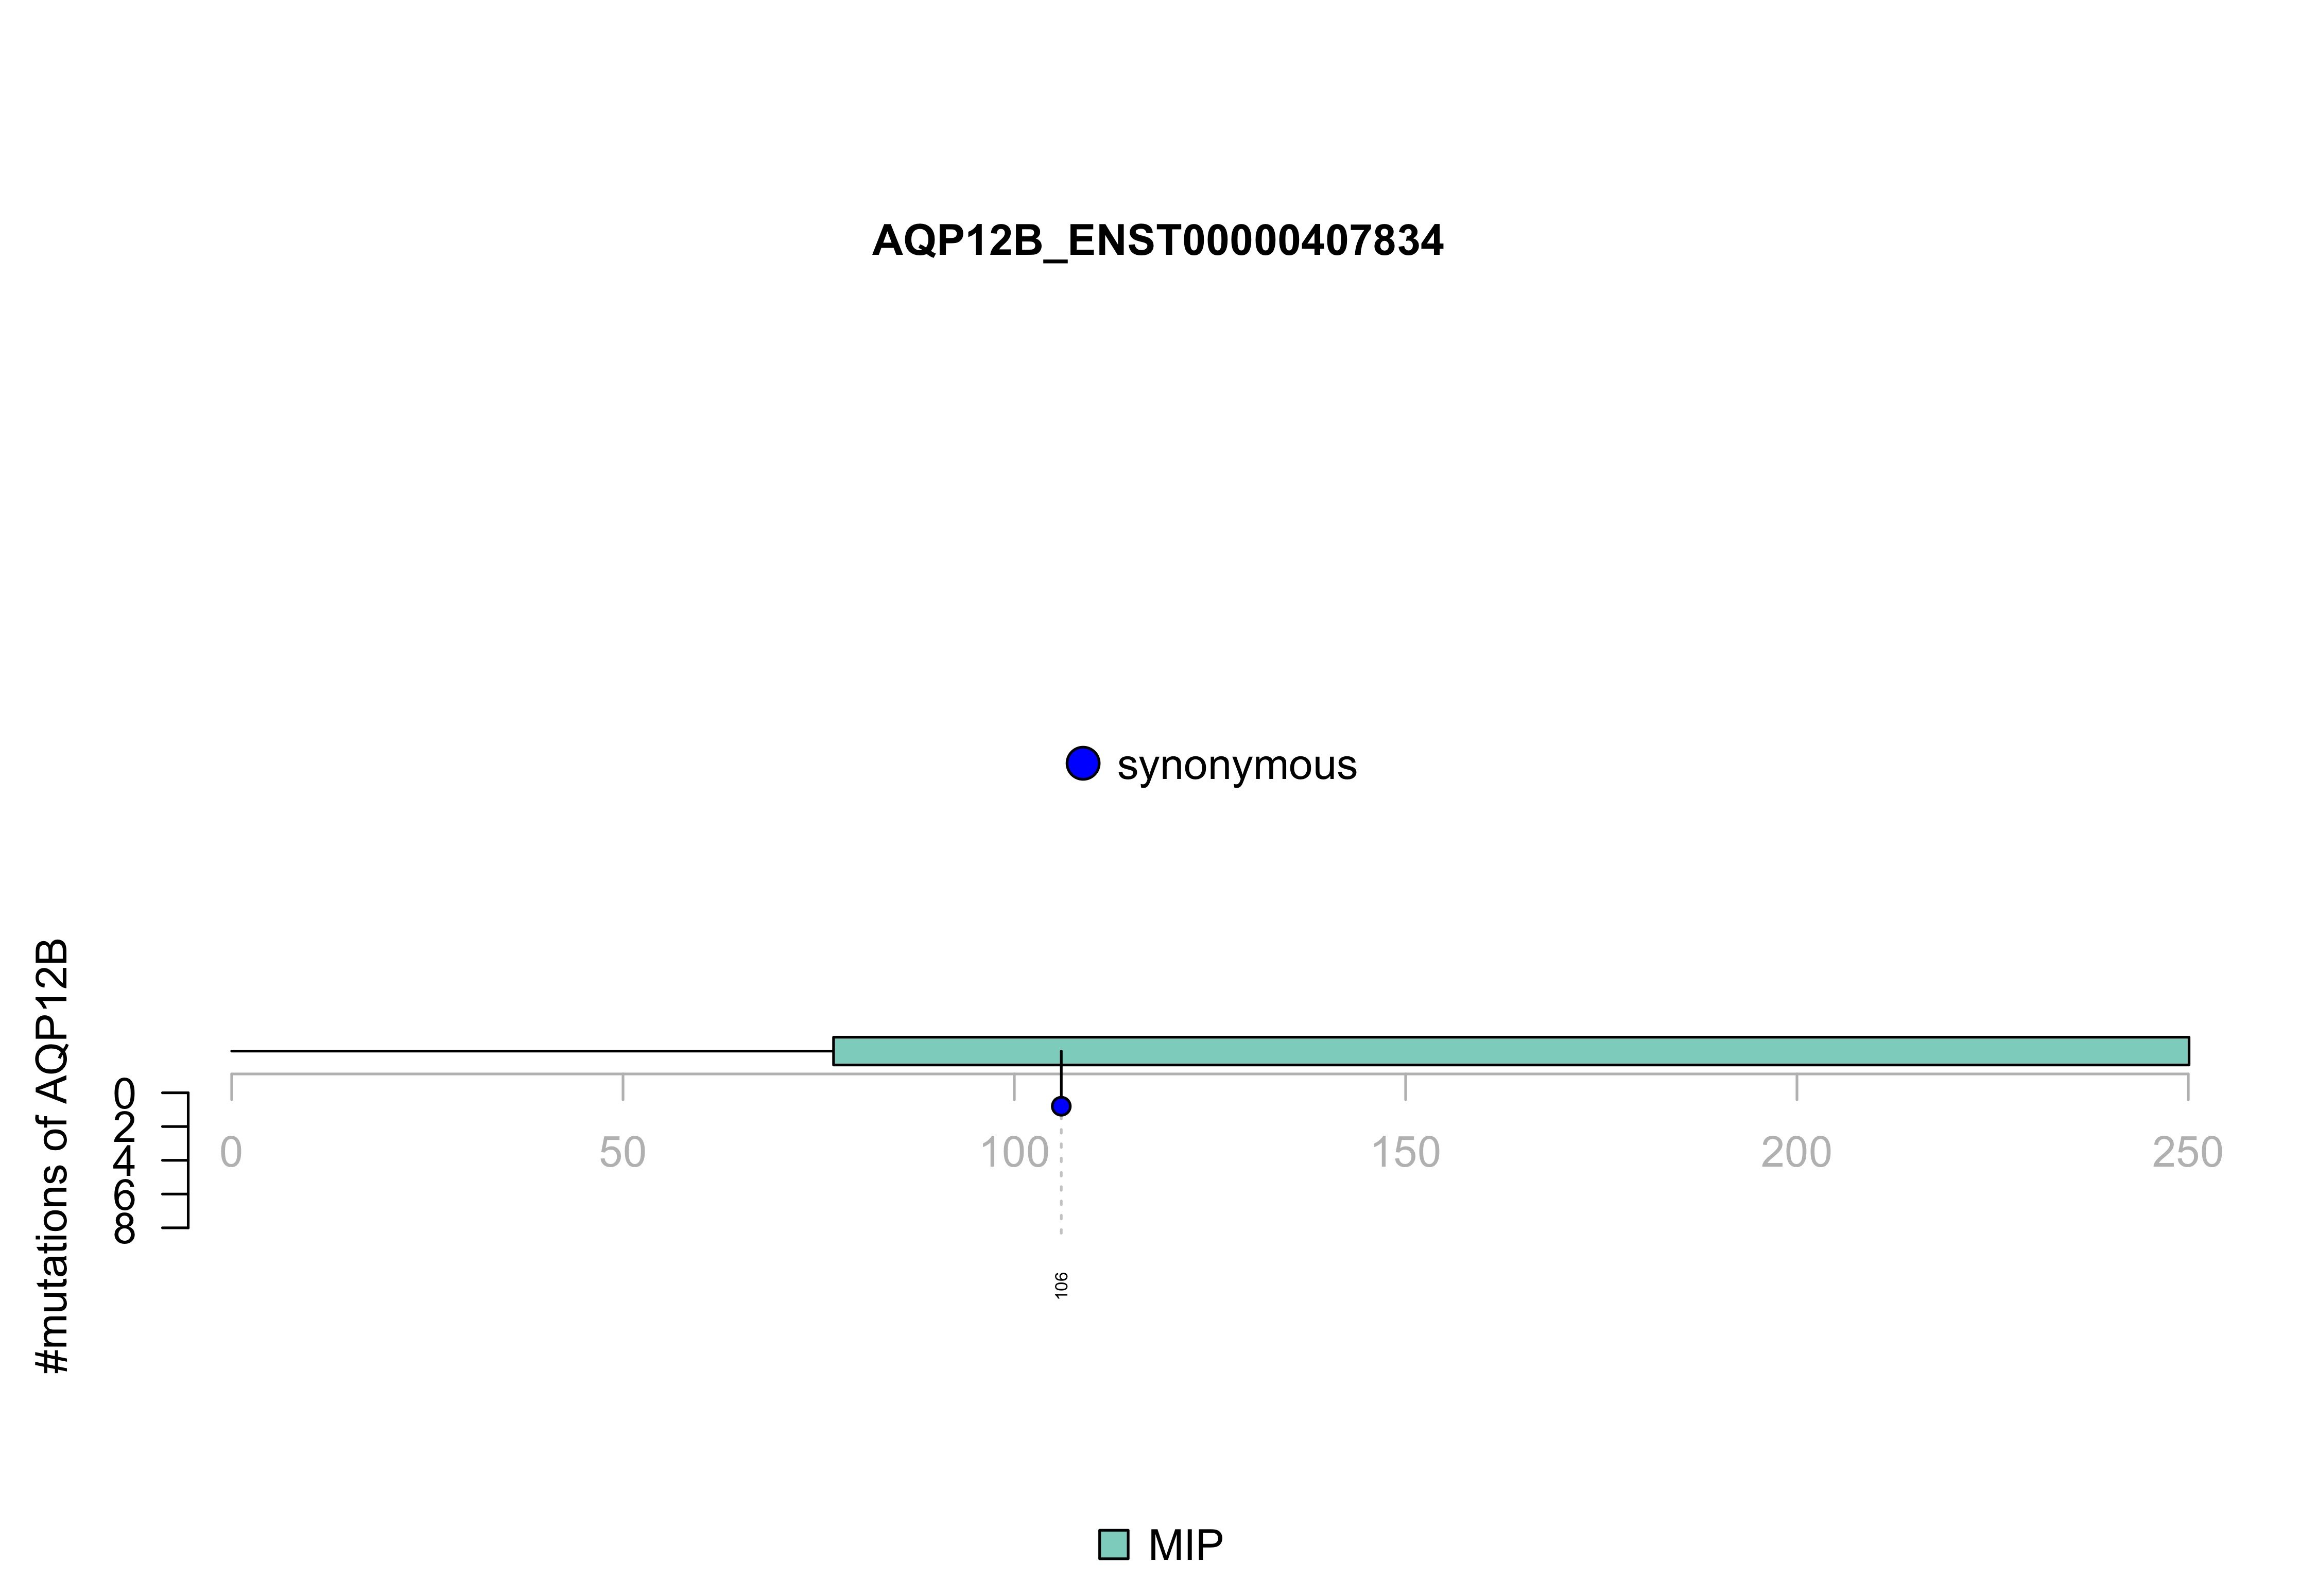 AQP12B_ENST00000407834
synonymous
#mutations of AQP12B
0
2
4
6
8
0 50 100 150 200 250
106
MIP